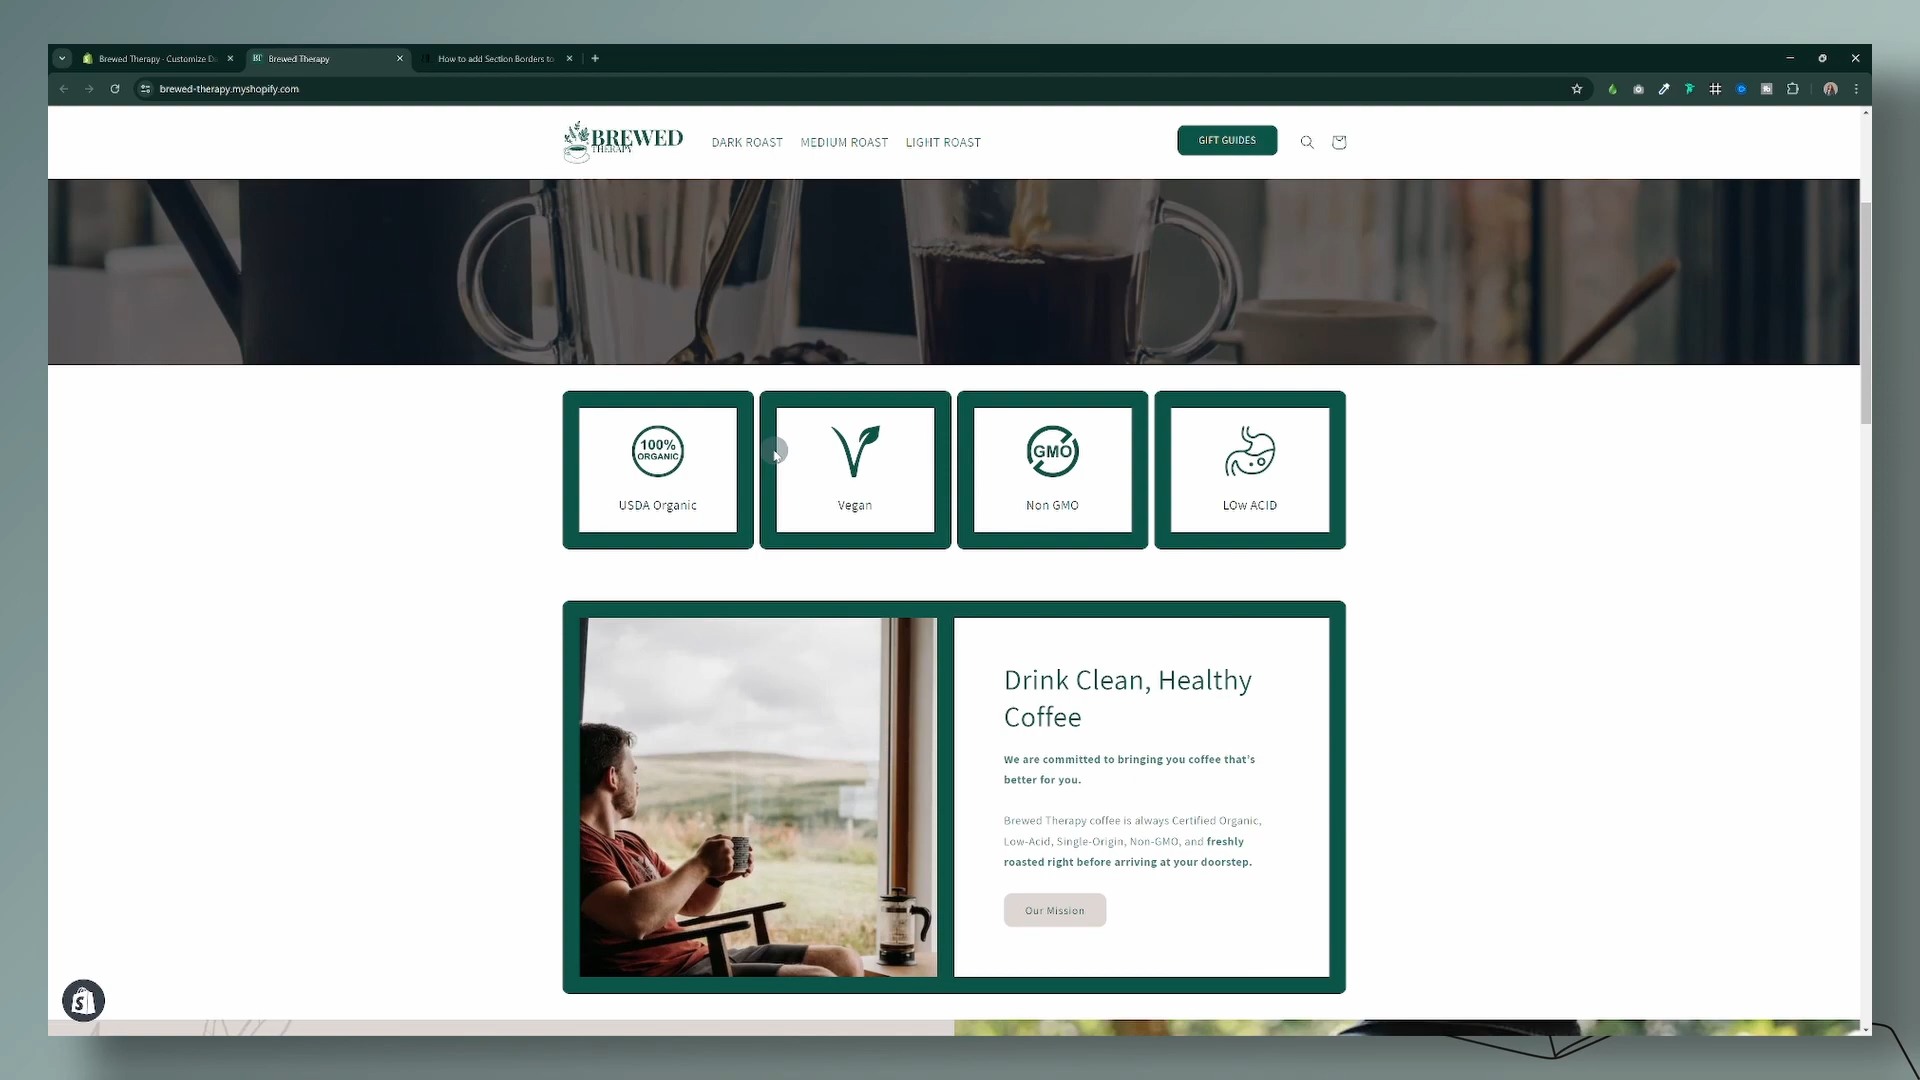 Brewed Therapy · Customize D
Brewed Therapy
How to add Section Borders to
brewed-therapy.myshopify.com
BREWED
THERAPY
DARK ROAST
MEDIUM ROAST
LIGHT ROAST
GIFT GUIDES
100%
ORGANIC
USDA Organic
Vegan
GMO
Non GMO
LOw ACID
Drink Clean, Healthy
Coffee
We are committed to bringing you coffee that's
better for you.
Brewed Therapy coffee is always Certified Organic,
Low-Acid, Single-Origin, Non-GMO, and freshly
roasted right before arriving at your doorstep.
Our Mission